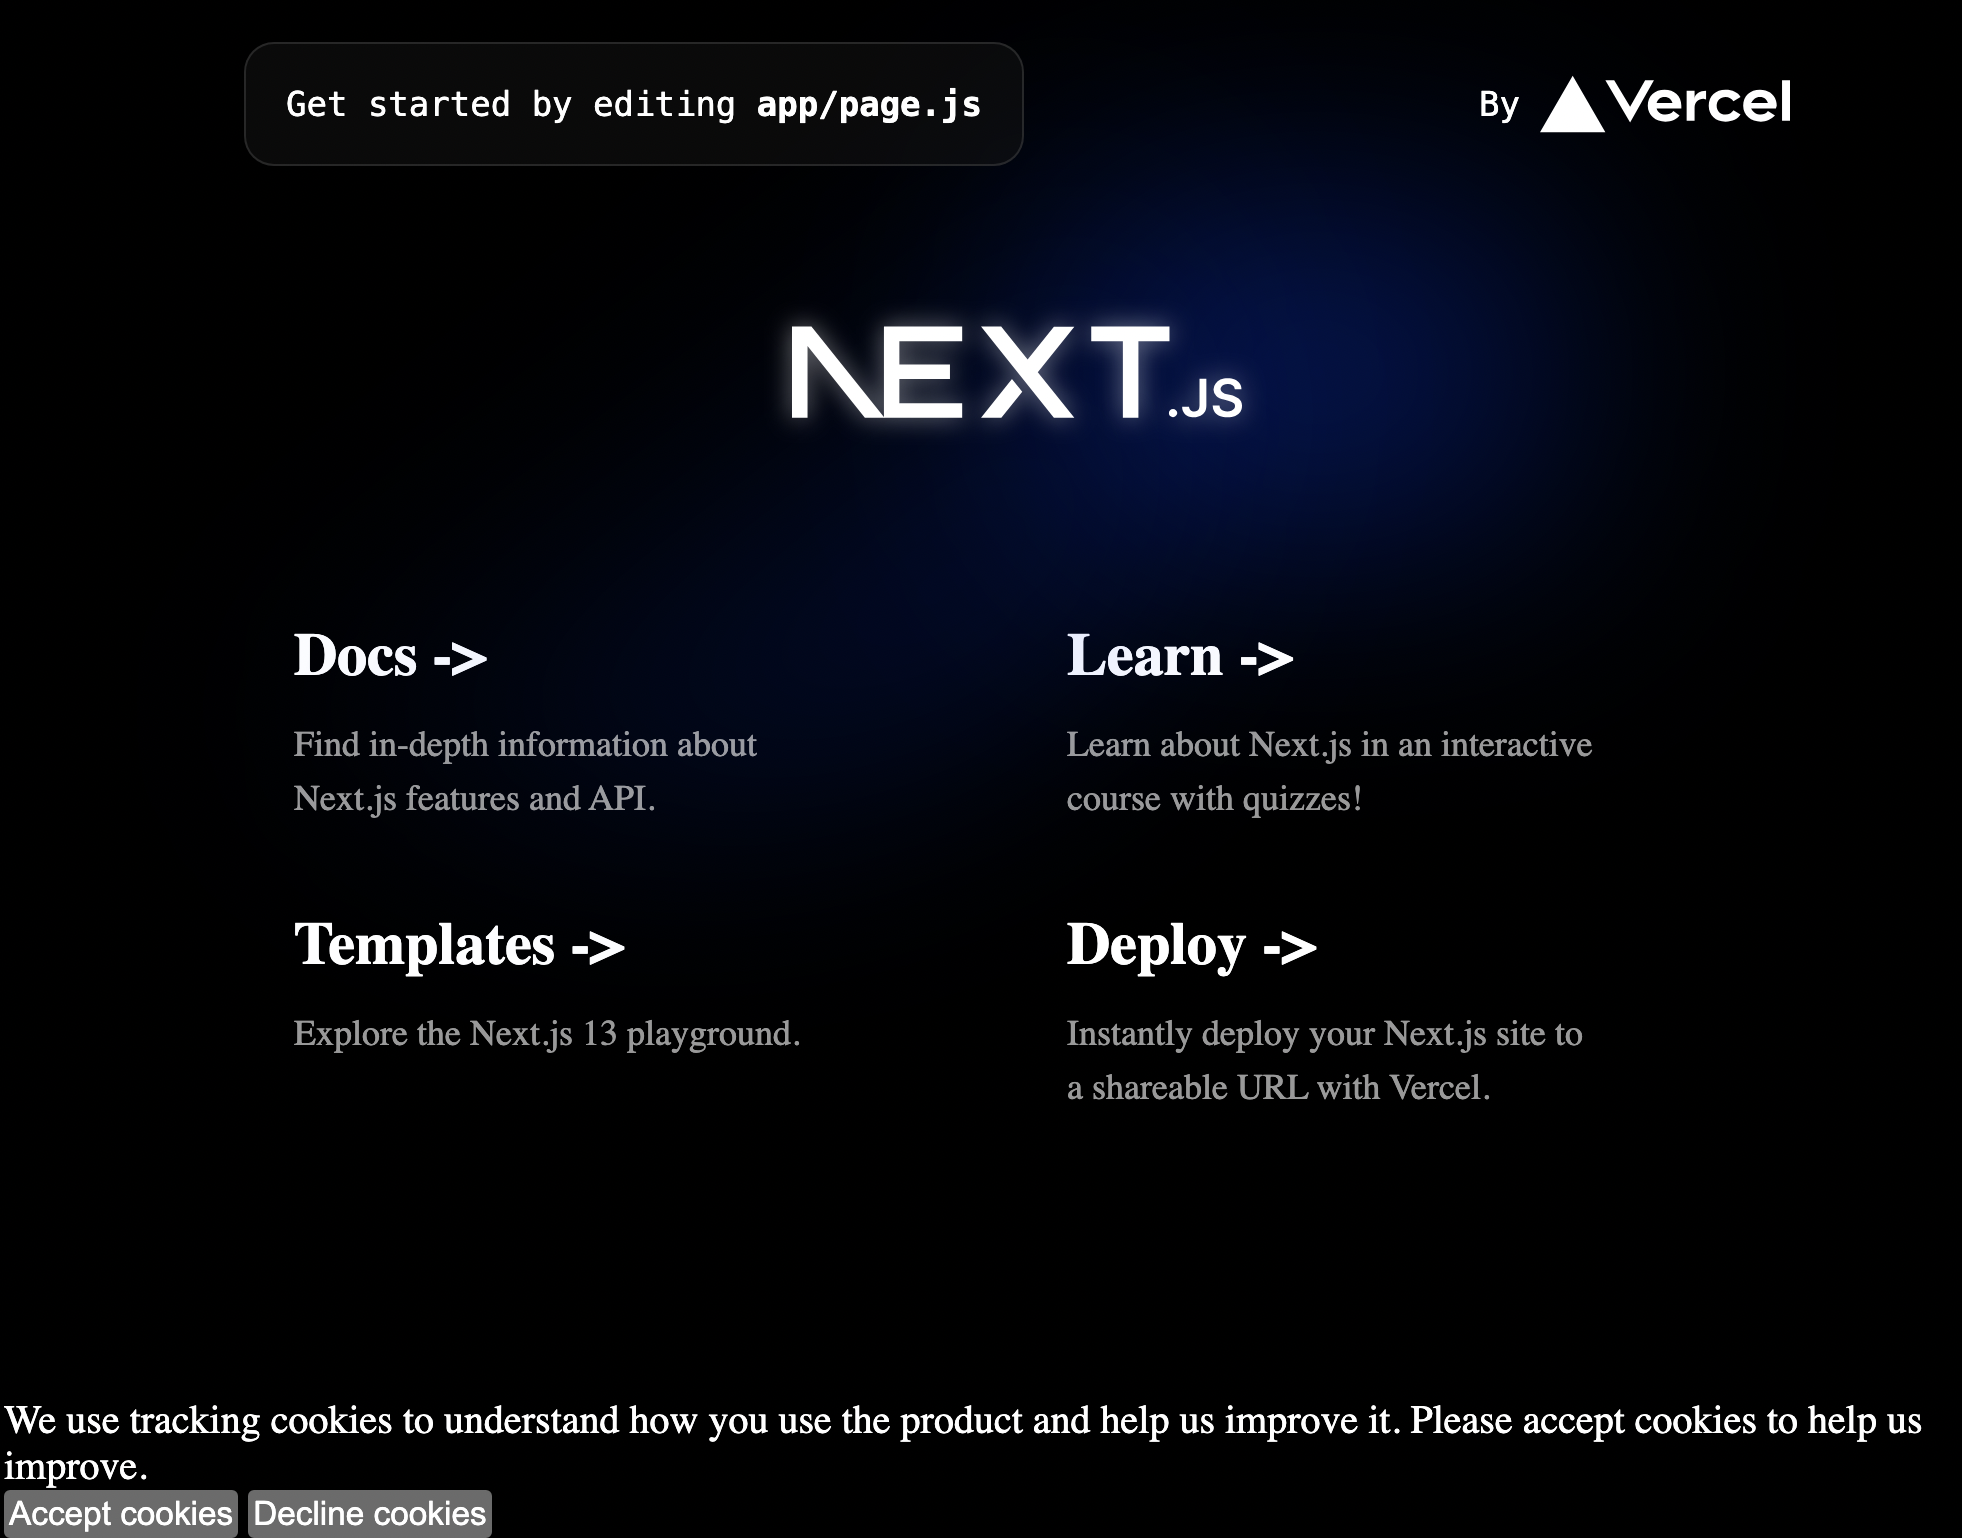 Get started by editing app/page.js
By Vercel
NEXT.JS
Docs ->
Find in-depth information about
Next.js features and API.
Learn ->
Learn about Next.js in an interactive
course with quizzes!
Templates ->
Explore the Next.js 13 playground.
Deploy ->
Instantly deploy your Next.js site to
a shareable URL with Vercel.
We use tracking cookies to understand how you use the product and help us improve it. Please accept cookies to help us
improve.
Accept cookies Decline cookies